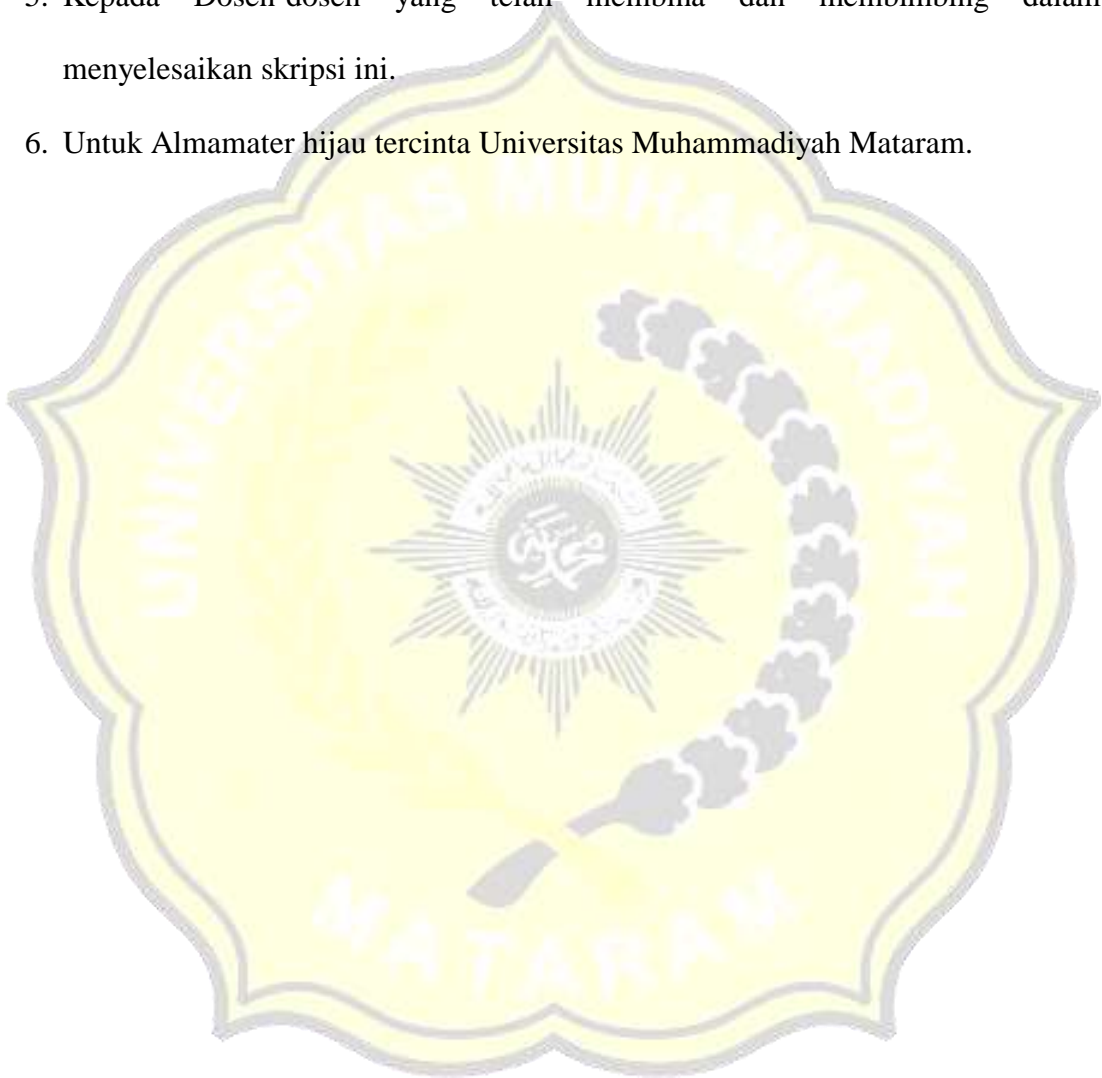 5. Kepada Dosen-dosen yang telah membina dan membimbing dalam
menyelesaikan skripsi ini.
6. Untuk Almamater hijau tercinta Universitas Muhammadiyah Mataram.
UNIVERSITAS MUHAMMADIYAH
MATARAM